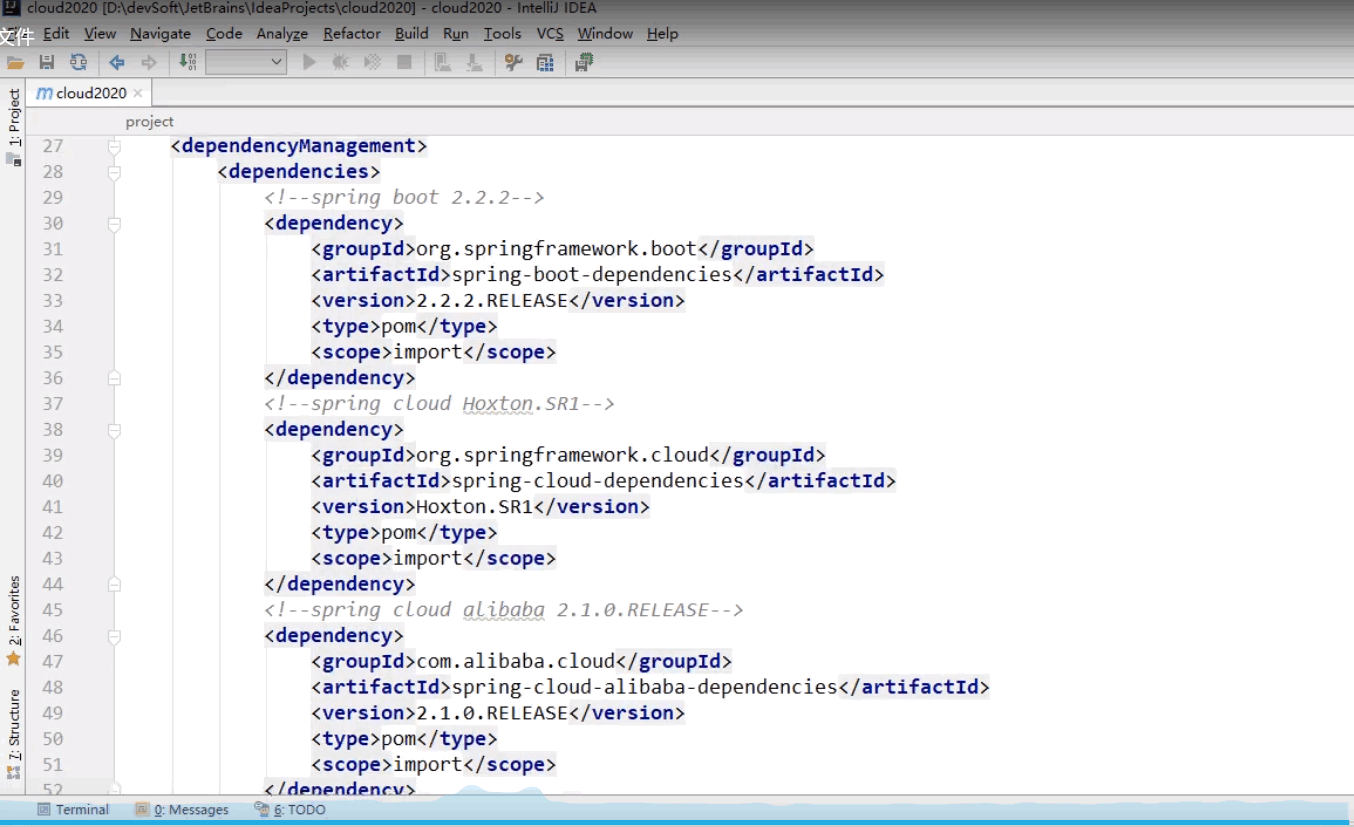 cloud2020 [D:\devSoft\JetBrains\IdeaProjects\cloud2020] - cloud2020 - IntelliJ IDEA
文件 Edit View Navigate Code Analyze Refactor Build Run Tools VCS Window Help
cloud2020
1: Project
project
27 <dependencyManagement>
28 <dependencies>
29 <!--spring boot 2.2.2-->
30 <dependency>
31 <groupId>org.springframework.boot</groupId>
32 <artifactId>spring-boot-dependencies</artifactId>
33 <version>2.2.2.RELEASE</version>
34 <type>pom</type>
35 <scope>import</scope>
36 </dependency>
37 <!--spring cloud Hoxton.SR1-->
38 <dependency>
39 <groupId>org.springframework.cloud</groupId>
40 <artifactId>spring-cloud-dependencies</artifactId>
41 <version>Hoxton.SR1</version>
42 <type>pom</type>
43 <scope>import</scope>
44 </dependency>
45 <!--spring cloud alibaba 2.1.0.RELEASE-->
46 <dependency>
47 <groupId>com.alibaba.cloud</groupId>
48 <artifactId>spring-cloud-alibaba-dependencies</artifactId>
49 <version>2.1.0.RELEASE</version>
50 <type>pom</type>
51 <scope>import</scope>
52 </dependency>
2: Favorites
7: Structure
Terminal 0: Messages 6: TODO